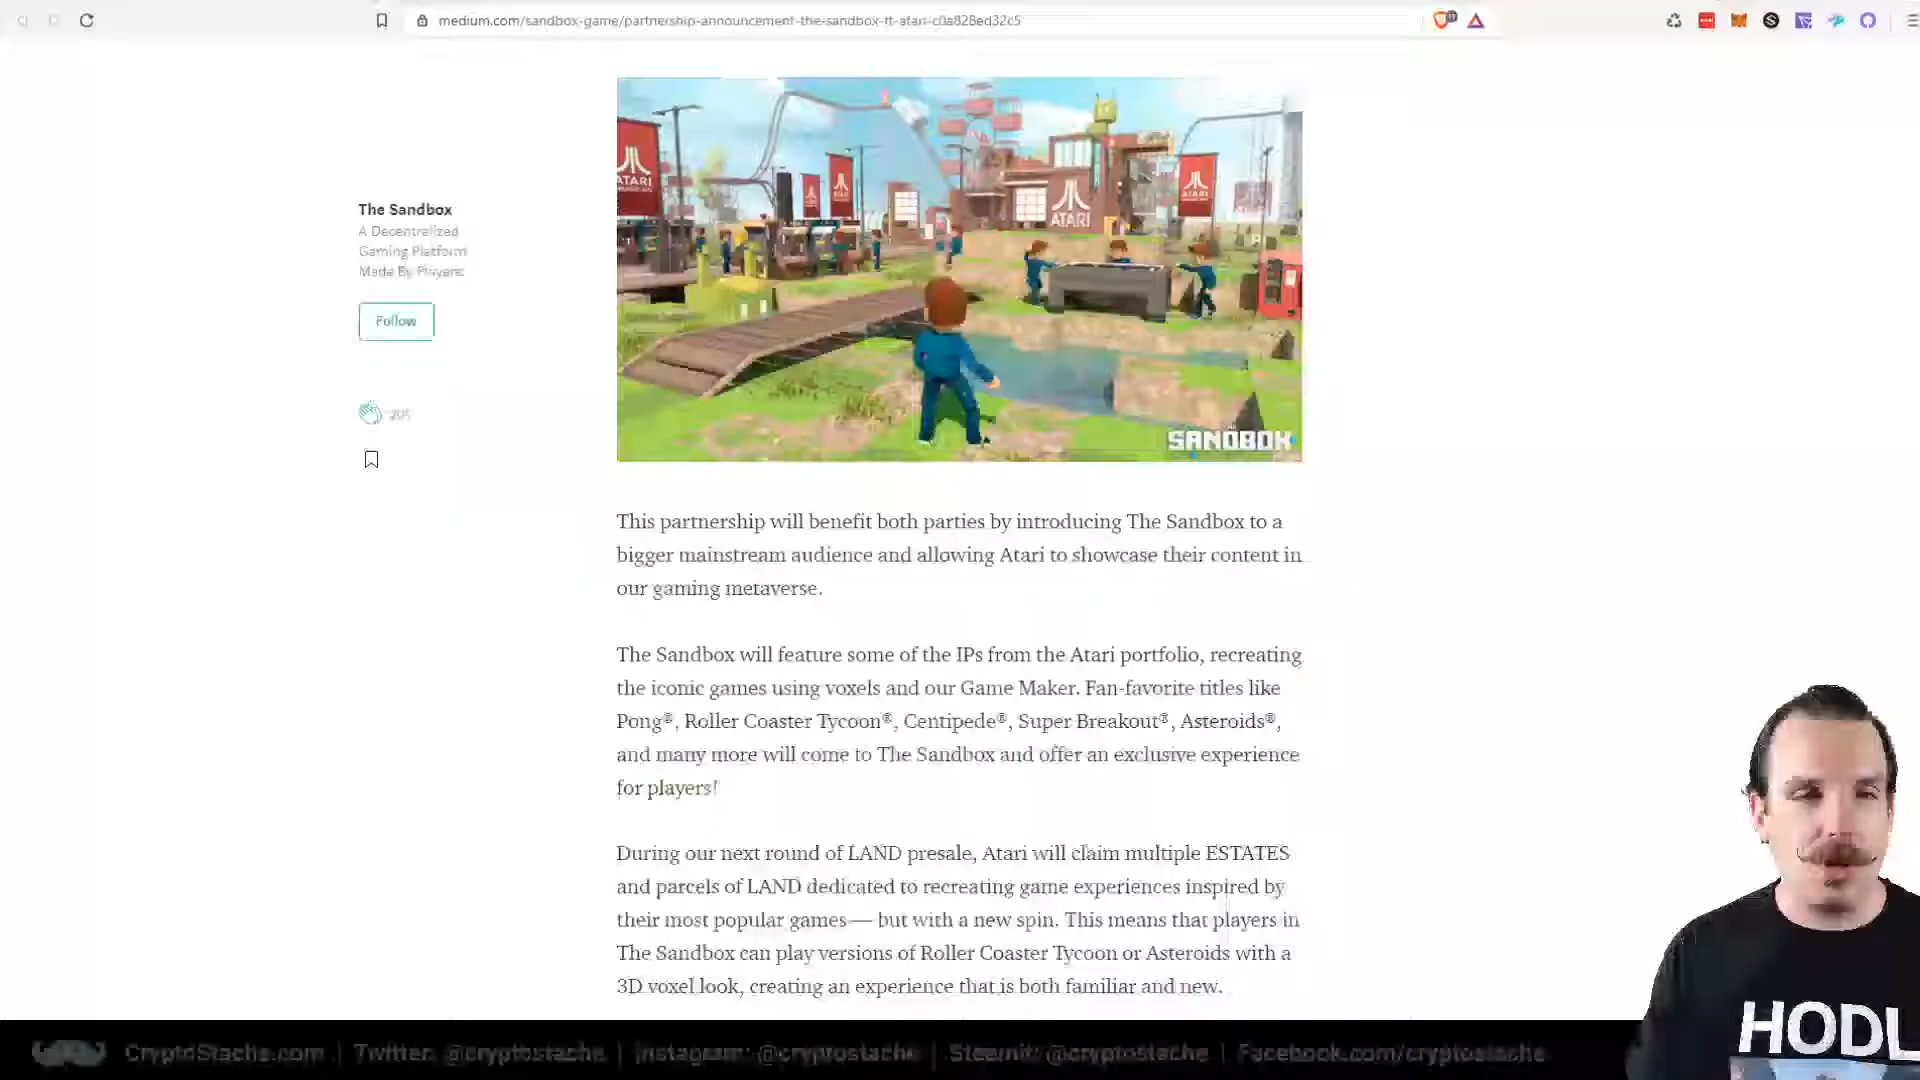 medium.com/sandbox-game/partnership-announcement-the-sandbox-ft-atari-c0a828ed32c5
ATARI
ATARI
ATARI
ATARI
ATARI
SANDBOX
The Sandbox
A Decentralized
Gaming Platform
Made By Players.
Follow
205
This partnership will benefit both parties by introducing The Sandbox to a
bigger mainstream audience and allowing Atari to showcase their content in
our gaming metaverse.
The Sandbox will feature some of the IPs from the Atari portfolio, recreating
the iconic games using voxels and our Game Maker. Fan-favorite titles like
Pong®, Roller Coaster Tycoon®, Centipede®, Super Breakout®, Asteroids®,
and many more will come to The Sandbox and offer an exclusive experience
for players!
During our next round of LAND presale, Atari will claim multiple ESTATES
and parcels of LAND dedicated to recreating game experiences inspired by
their most popular games— but with a new spin. This means that players in
The Sandbox can play versions of Roller Coaster Tycoon or Asteroids with a
3D voxel look, creating an experience that is both familiar and new.
HODL
CryptoStache.com | Twitter: @cryptostache | Instagram: @cryptostache | Steemit: @cryptostache | Facebook.com/cryptostache